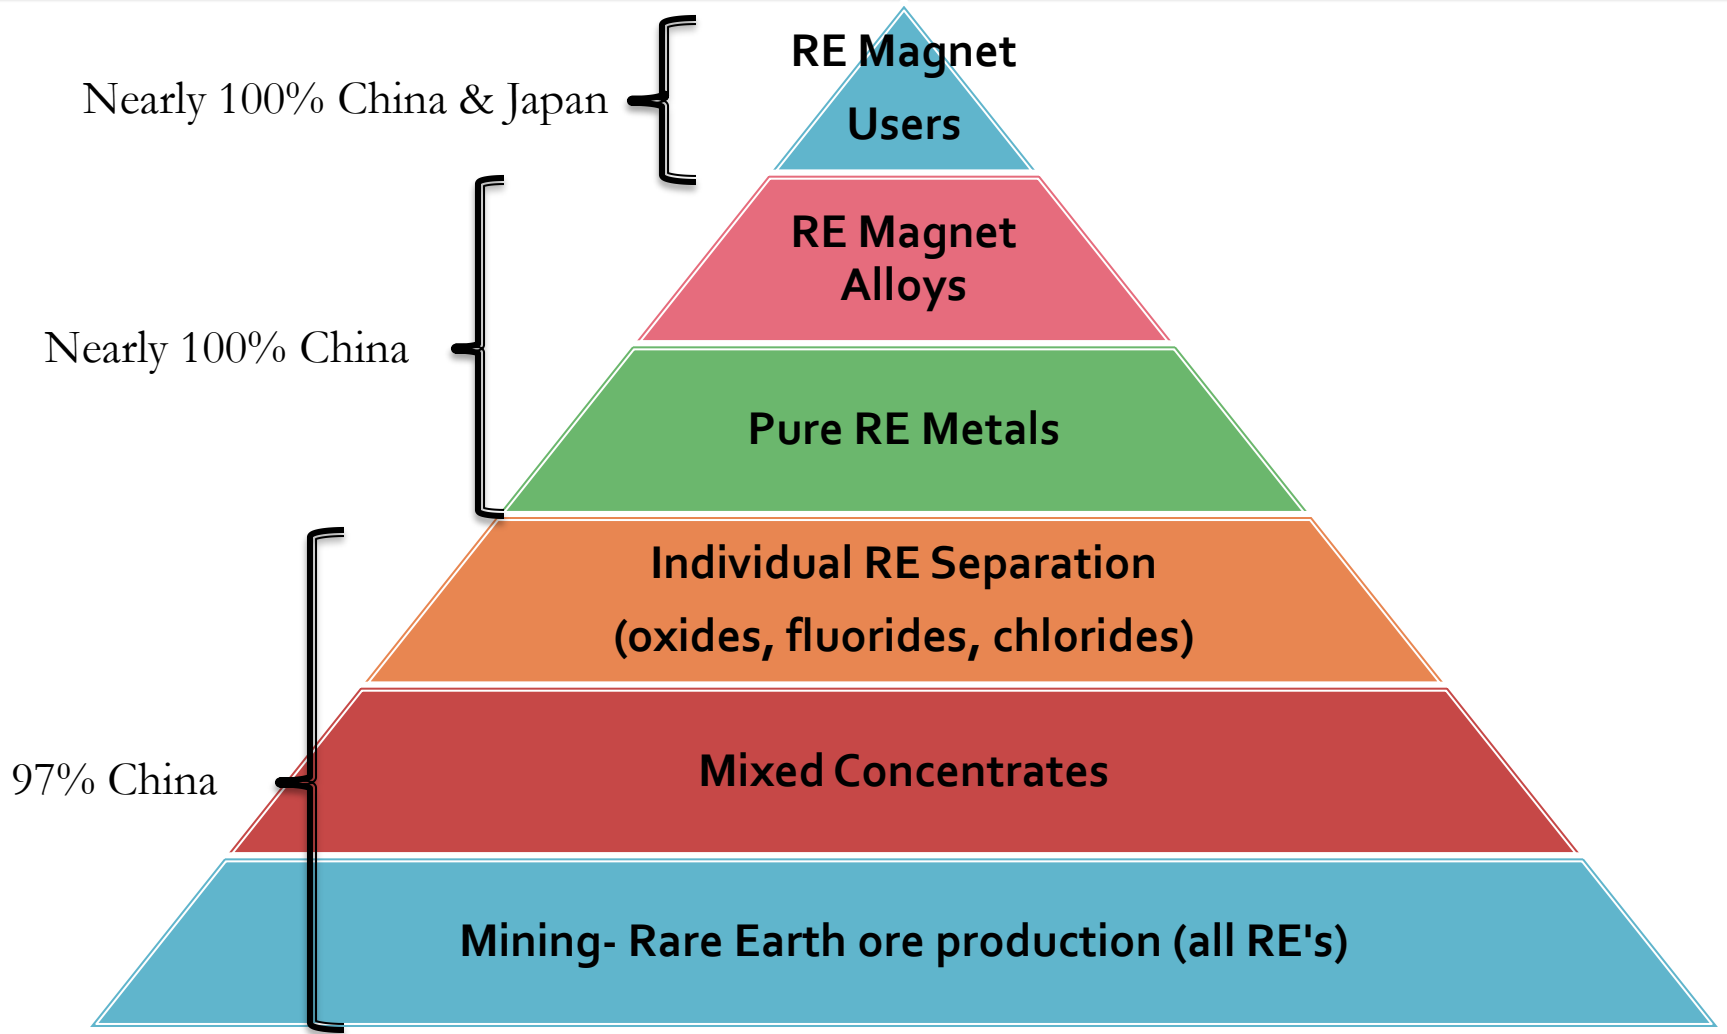 RE Magnet
Users
Nearly 100% China & Japan
RE Magnet
Alloys
Nearly 100% China
Pure RE Metals
Individual RE Separation
(oxides, fluorides, chlorides)
Mixed Concentrates
97% China
Mining- Rare Earth ore production (all RE's)